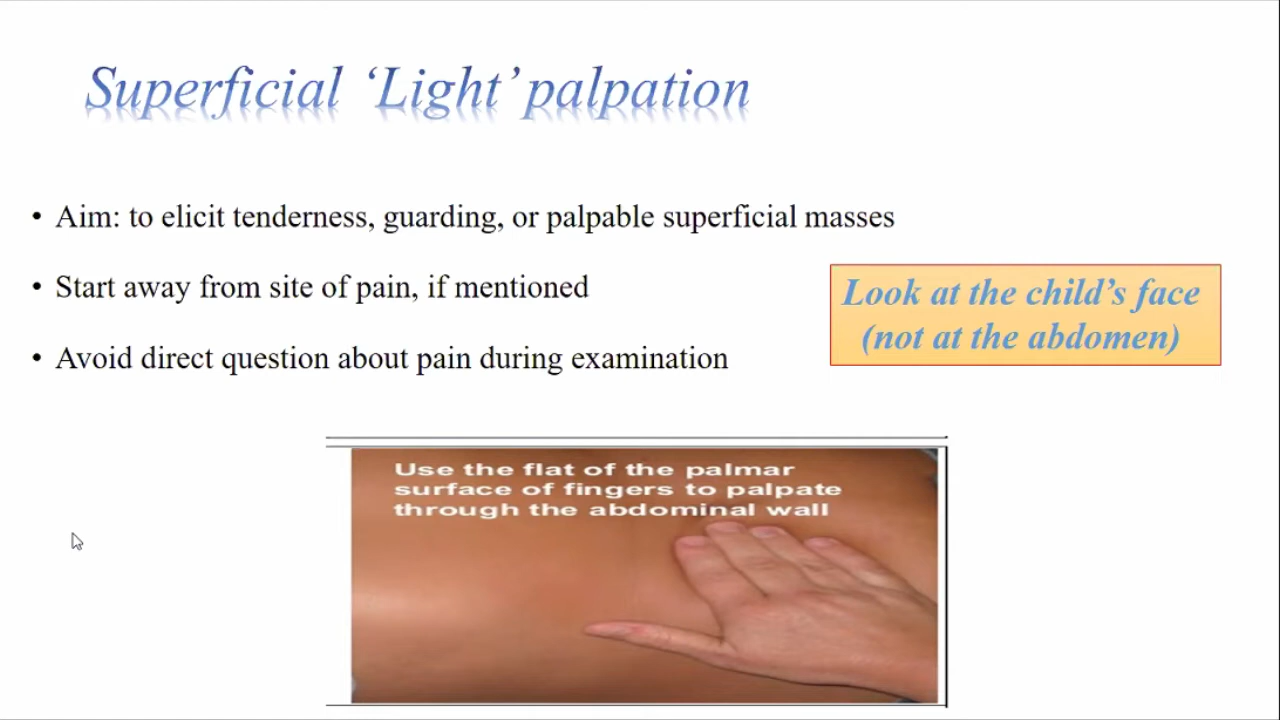 Superficial ‘Light’ palpation
• Aim: to elicit tenderness, guarding, or palpable superficial masses
• Start away from site of pain, if mentioned
• Avoid direct question about pain during examination
Look at the child’s face
(not at the abdomen)
Use the flat of the palmar
surface of fingers to palpate
through the abdominal wall